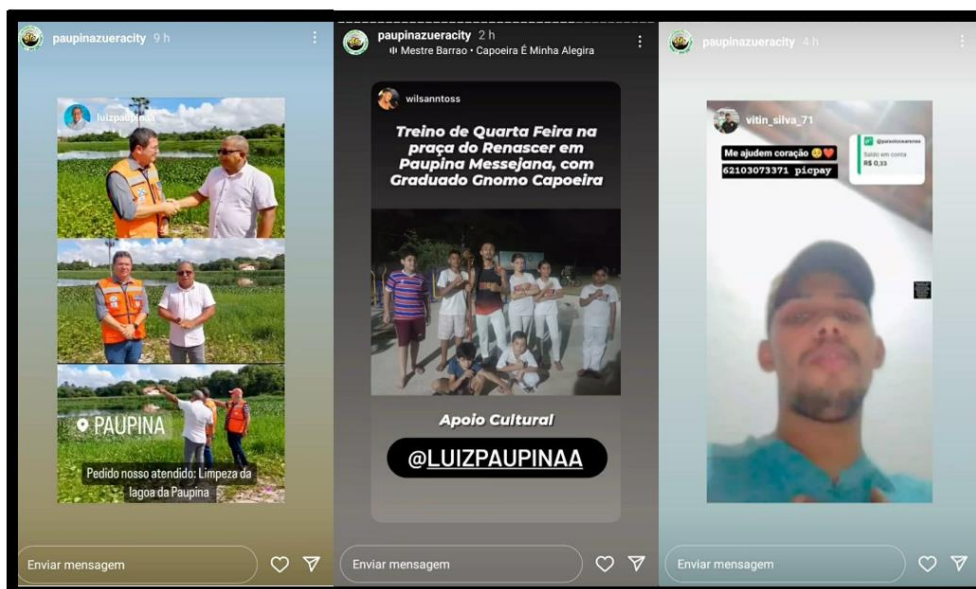 paupinazueracity 9 h
luizpaupina
PAUPINA
Pedido nosso atendido: Limpeza da
lagoa da Paupina
Enviar mensagem
paupinazueracity 2 h
Mestre Barrao • Capoeira É Minha Alegira
wilsanntoss
Treino de Quarta Feira na
praça do Renascer em
Paupina Messejana, com
Graduado Gnomo Capoeira
Apoio Cultural
@LUIZPAUPINAA
Enviar mensagem
paupinazueracity 4 h
vitin_silva_71
Me ajudem coração
62103073371 picpay
Saldo em conta
R$ 0,33
Enviar mensagem